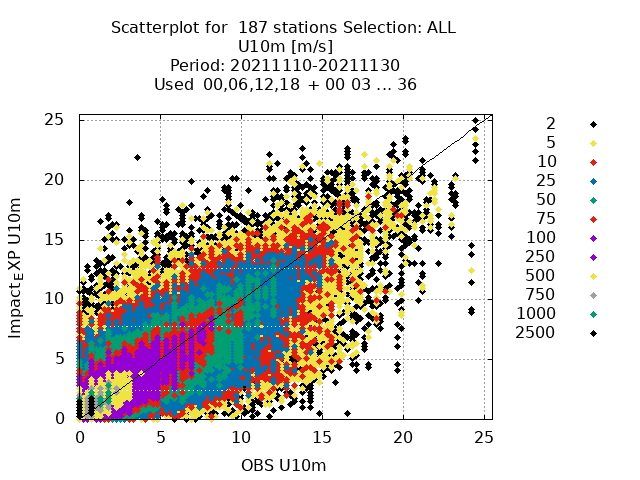 Scatterplot for  187 stations Selection: ALL
U10m [m/s]
Period: 20211110-20211130
Used  00,06,12,18  + 00 03 ... 36
25
20
15
10
5
0
Impact_EXP U10m
0 5 10 15 20 25
OBS U10m
2
5
10
25
50
75
100
250
500
750
1000
2500